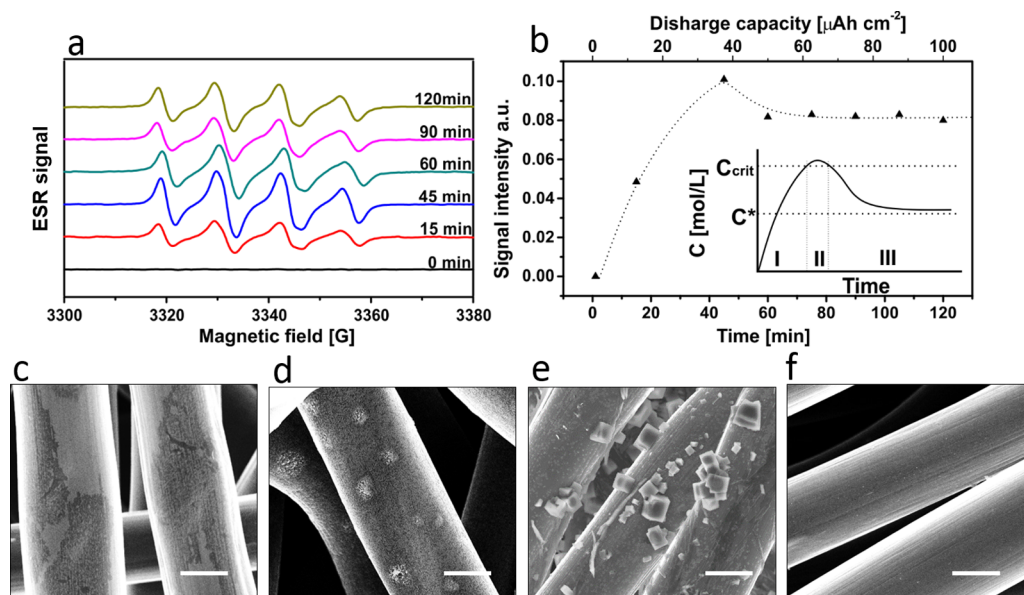 a
ESR signal
120min
90 min
60 min
45 min
15 min
0 min
3300
3320
3340
3360
3380
Magnetic field [G]
b
Disharge capacity [μAh cm-2]
0
20
40
60
80
100
Signal intensity a.u.
0.10
0.08
0.06
0.04
0.02
0.00
C [mol/L]
Ccrit
C*
I II III
Time
0
20
40
60
80
100
120
Time [min]
c
d
e
f